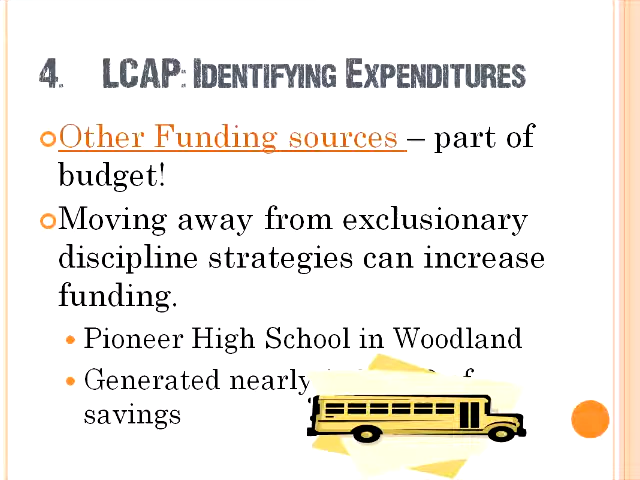 4. LCAP: IDENTIFYING EXPENDITURES
Other Funding sources – part of
budget!
Moving away from exclusionary
discipline strategies can increase
funding.
Pioneer High School in Woodland
Generated nearly
savings